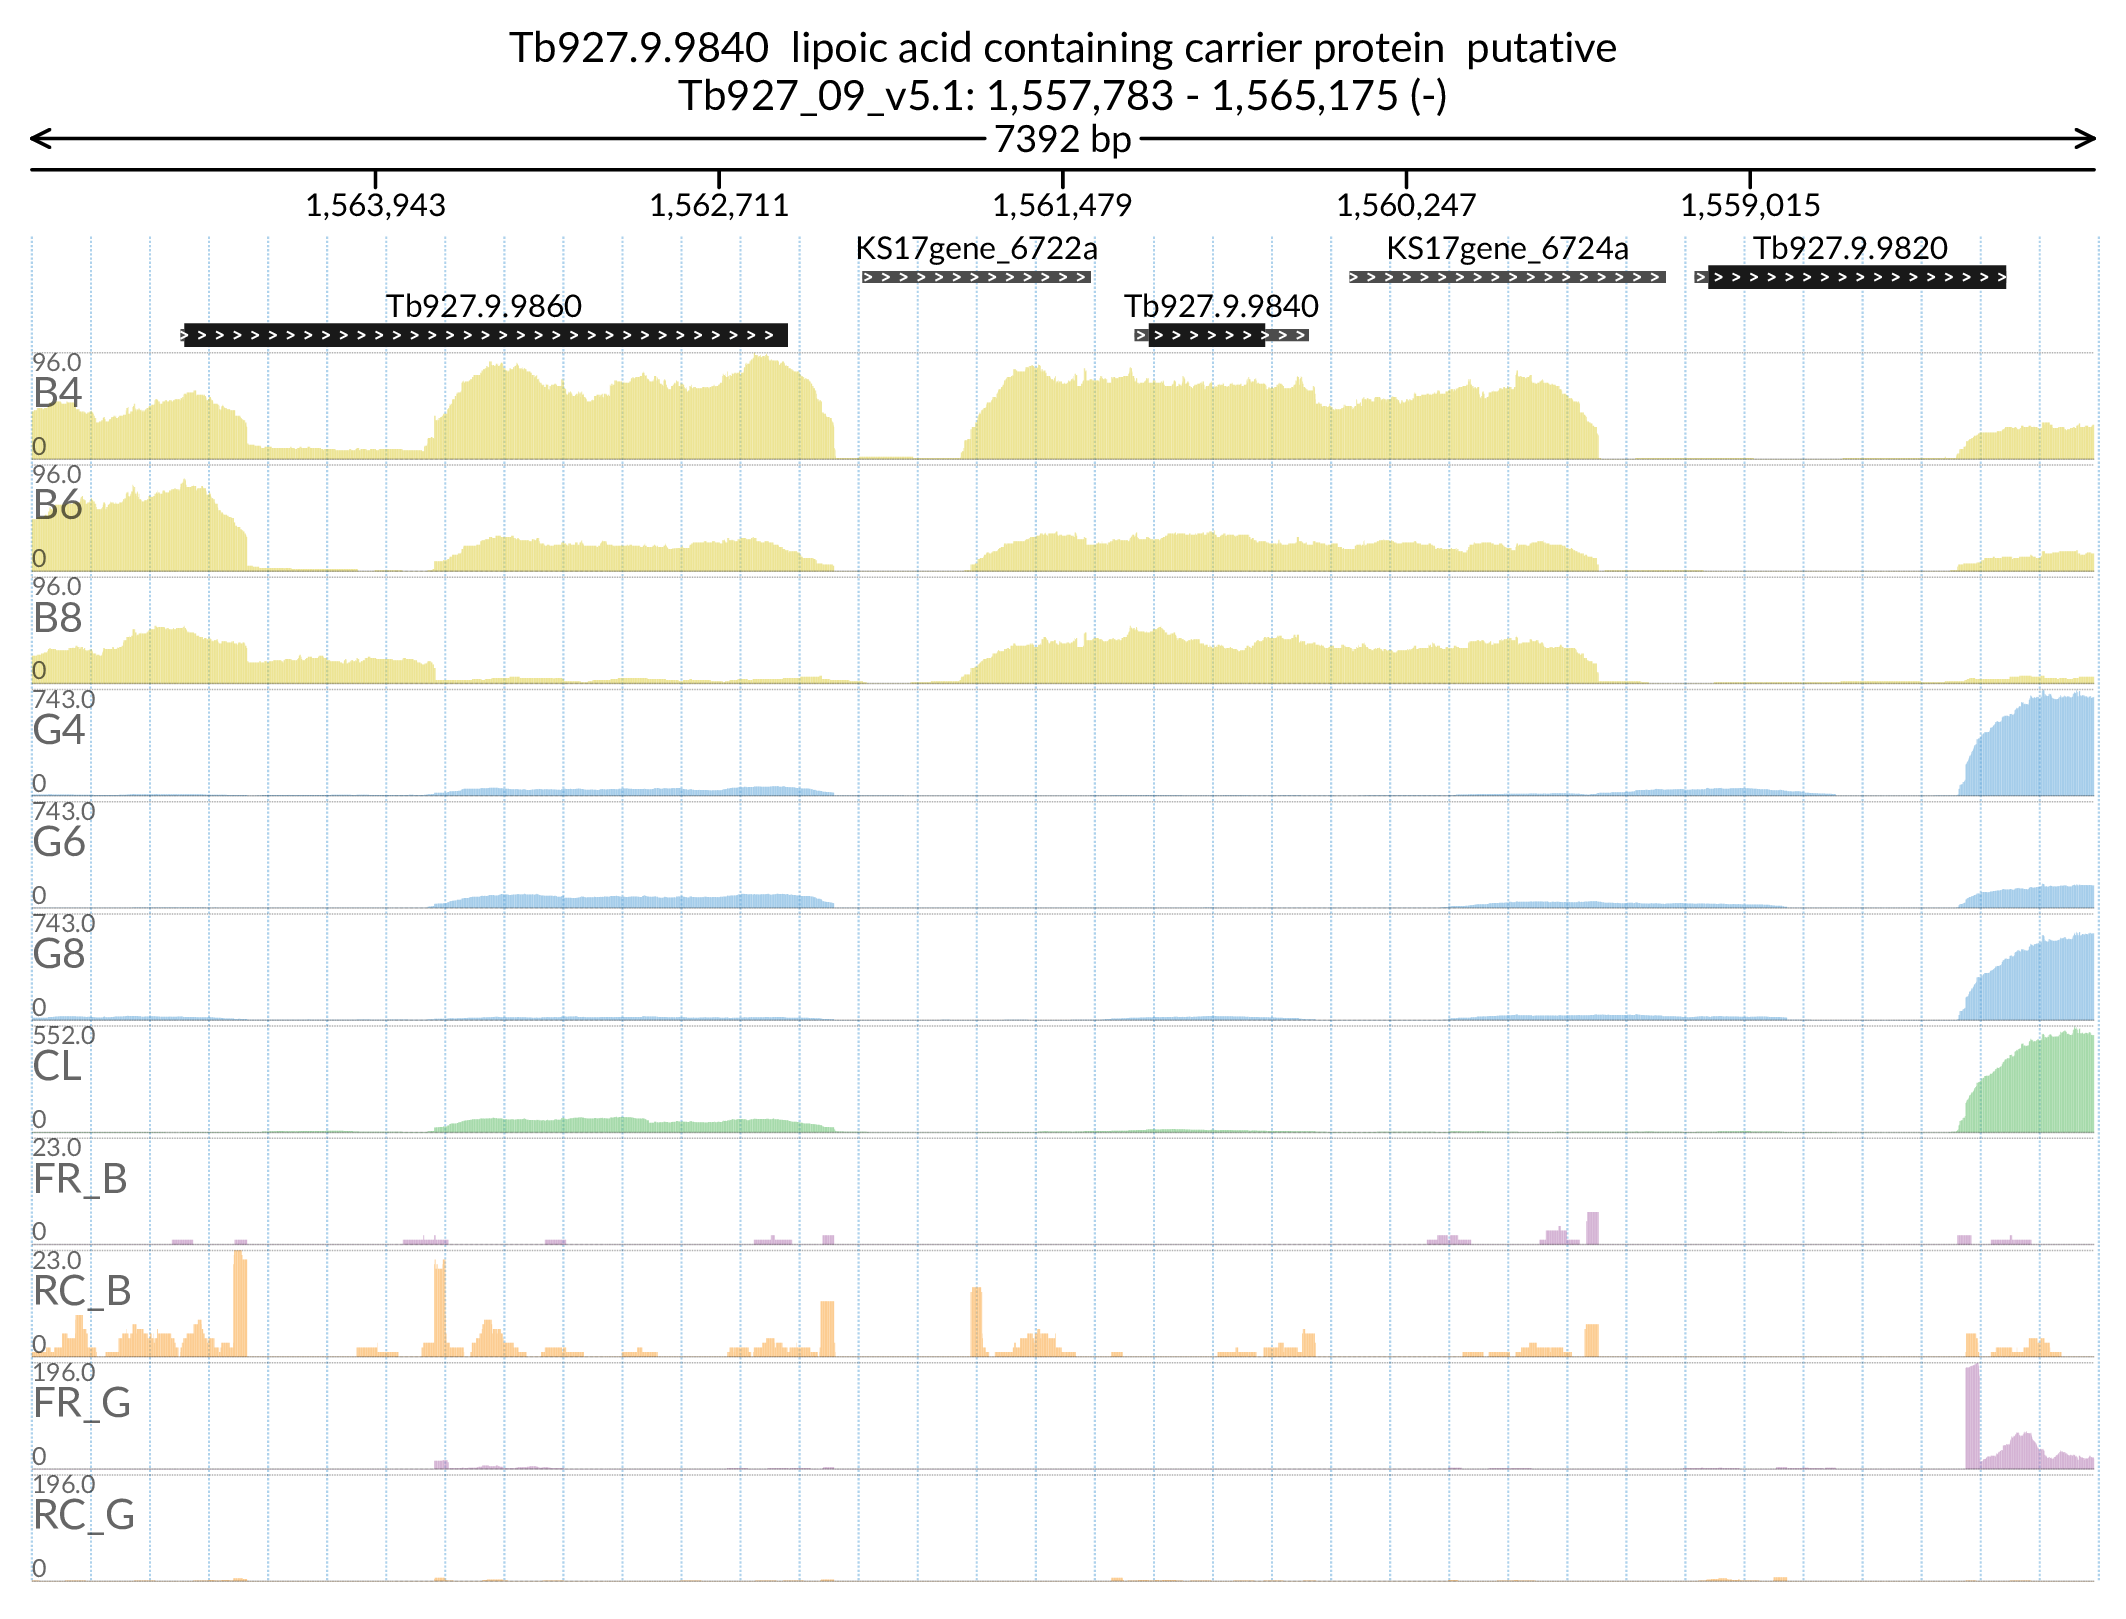 Tb927.9.9840  lipoic acid containing carrier protein  putative
Tb927_09_v5.1: 1,557,783 - 1,565,175 (-)
7392 bp
1,563,943 1,562,711 1,561,479 1,560,247 1,559,015
KS17gene_6722a KS17gene_6724a Tb927.9.9820
Tb927.9.9860 Tb927.9.9840
96.0
B4
0
96.0
B6
0
96.0
B8
0
743.0
G4
0
743.0
G6
0
743.0
G8
0
552.0
CL
0
23.0
FR_B
0
23.0
RC_B
0
196.0
FR_G
0
196.0
RC_G
0